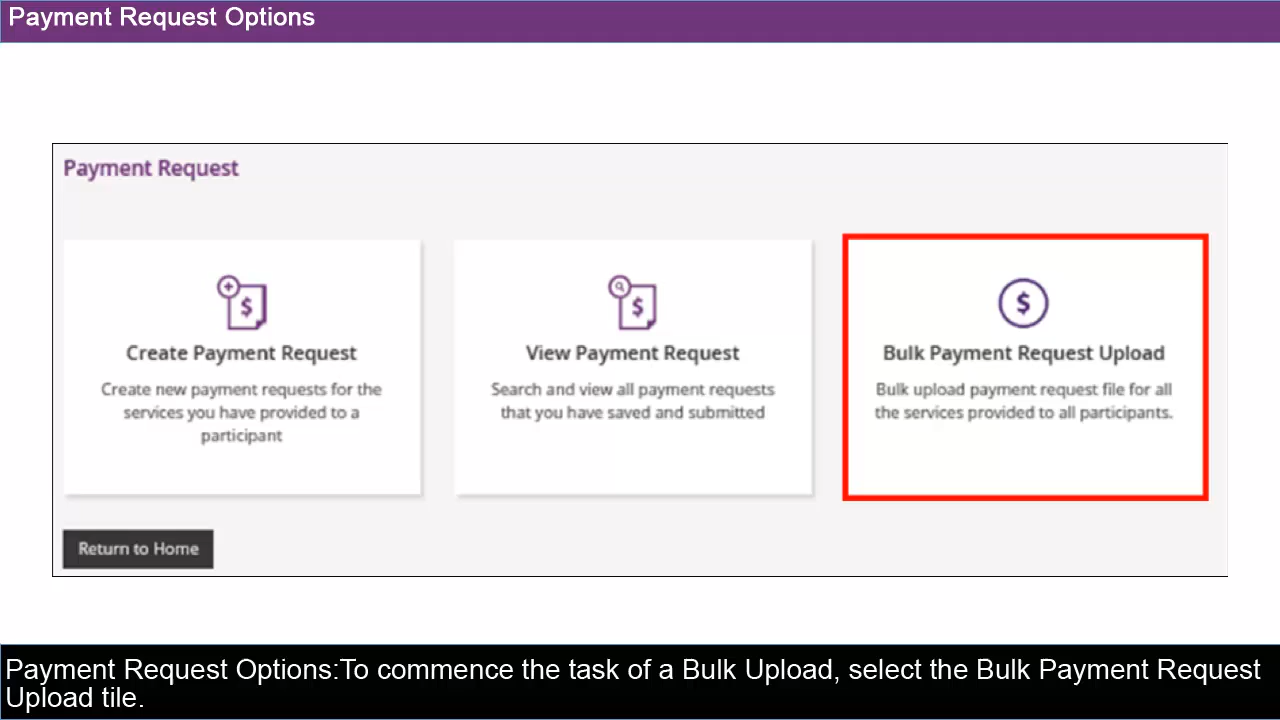 Payment Request Options
Payment Request
$
Create Payment Request
Create new payment requests for the
services you have provided to a
participant
$
View Payment Request
Search and view all payment requests
that you have saved and submitted
$
Bulk Payment Request Upload
Bulk upload payment request file for all
the services provided to all participants.
Return to Home
Payment Request Options:To commence the task of a Bulk Upload, select the Bulk Payment Request
Upload tile.